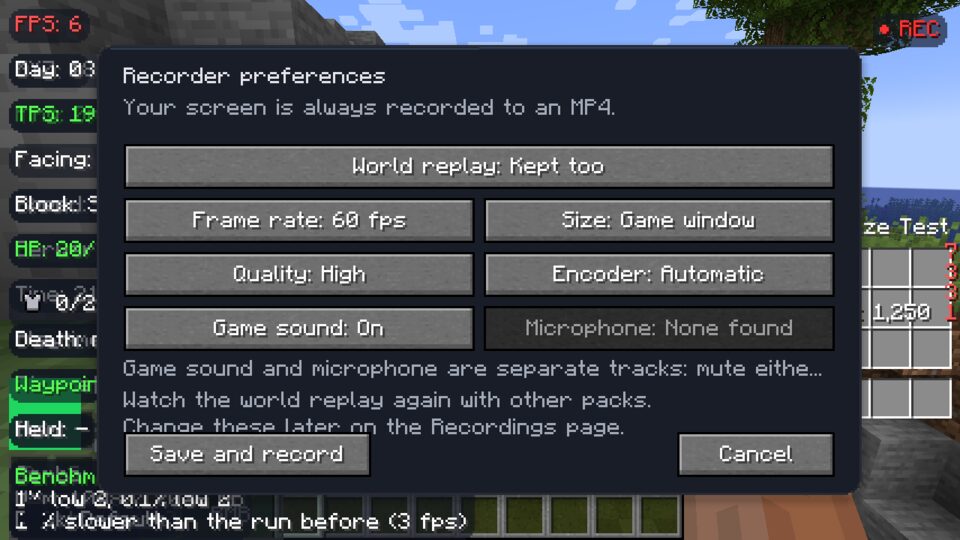 FPS: 6
REC
Day: 03
Recorder preferences
Your screen is always recorded to an MP4.
TPS: 19
Facing:
World replay: Kept too
Block:
Frame rate: 60 fps
Size: Game window
ze Test
HP: 20/
Quality: High
Encoder: Automatic
0/2
1,250
Game sound: On
Microphone: None found
Game sound and microphone are separate tracks: mute eithe...
Waypoin
Watch the world replay again with other packs.
Held: -
Change these later on the Recordings page.
Save and record
Cancel
Benchm
slower than the run before (3 fps)